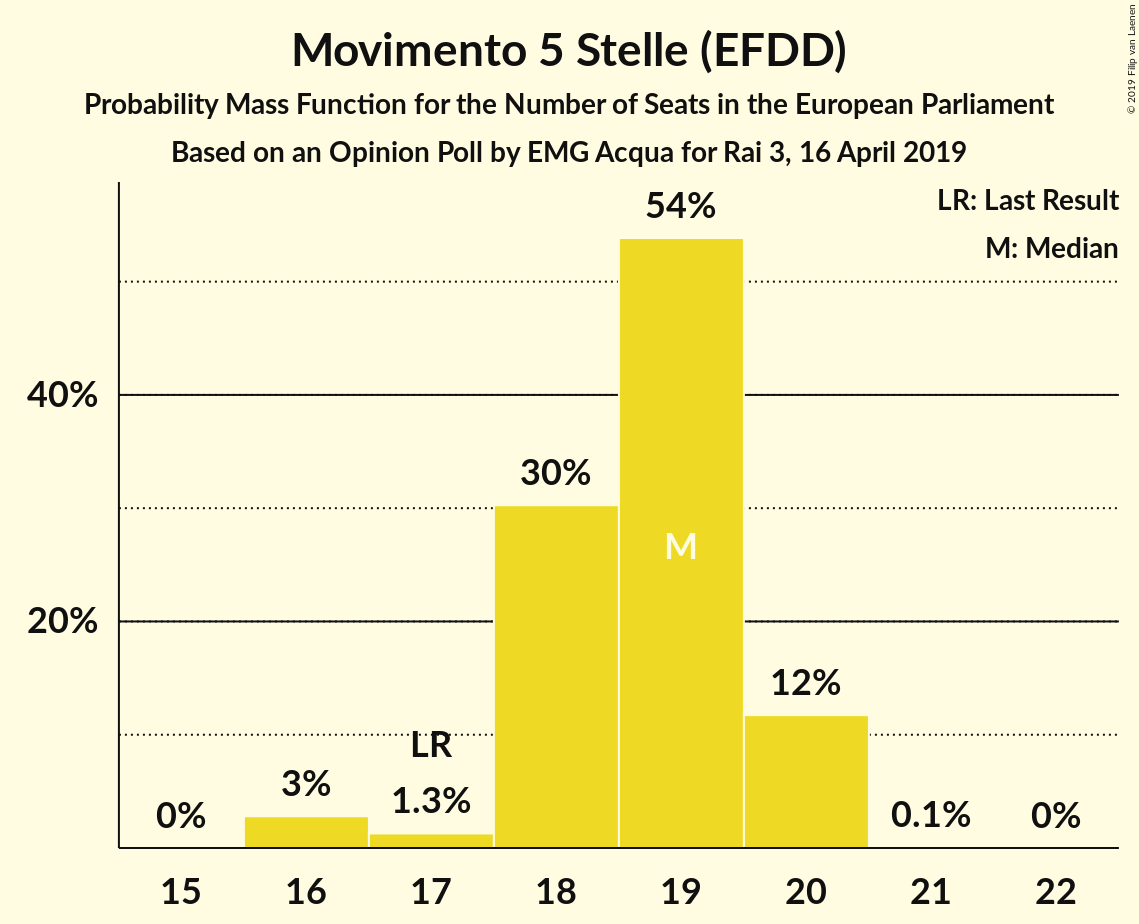 Movimento 5 Stelle (EFDD)
Probability Mass Function for the Number of Seats in the European Parliament
Based on an Opinion Poll by EMG Acqua for Rai 3, 16 April 2019
© 2019 Filip van Laenen
LR: Last Result
M: Median
54%
40%
30%
M
20%
12%
LR
3%
1.3%
0%
0.1%
0%
15 16 17 18 19 20 21 22